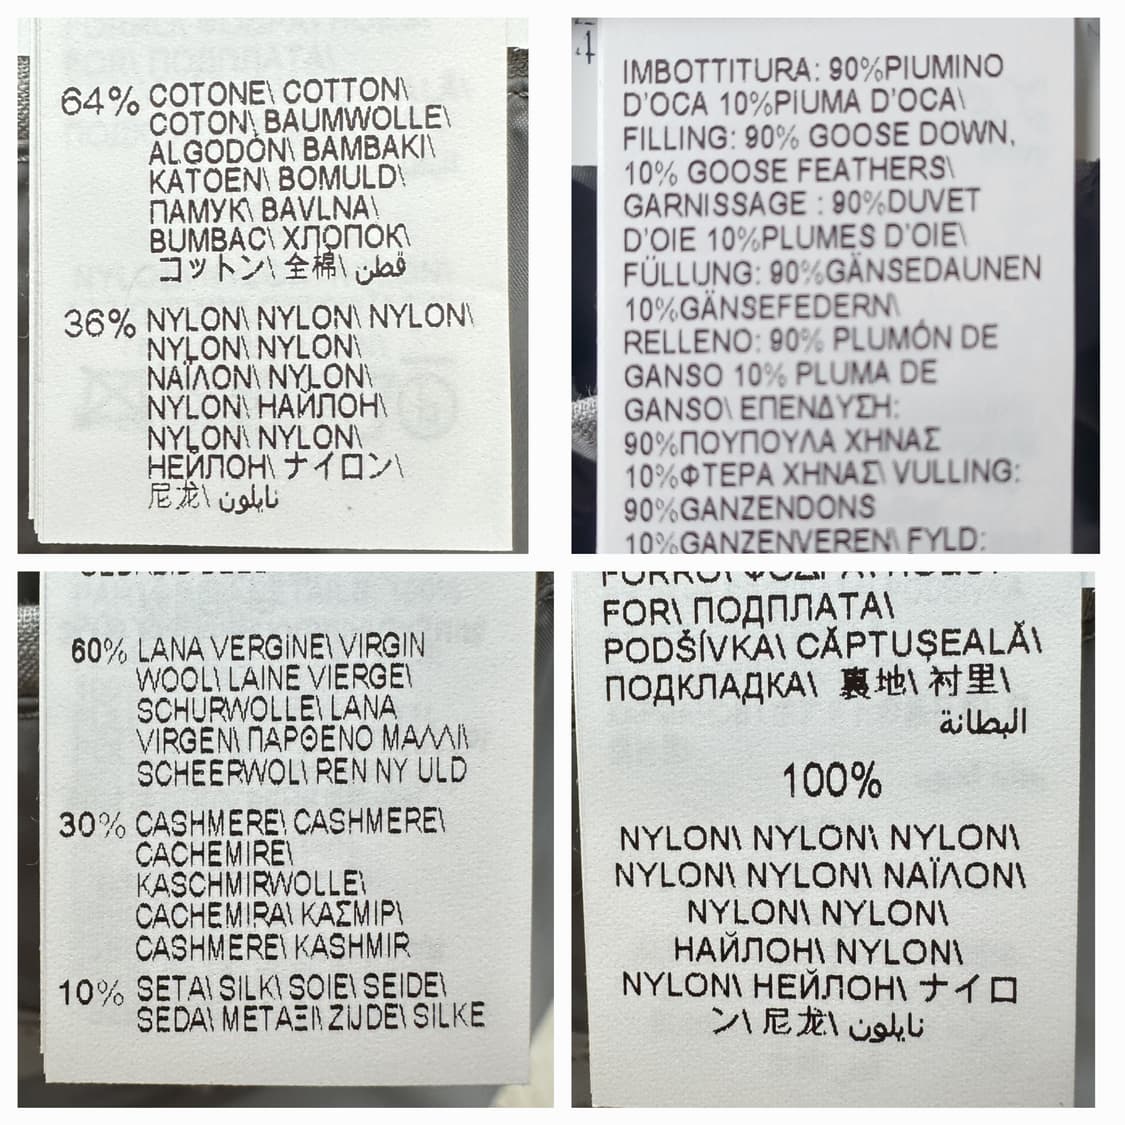 64% COTONE\ COTTON\
COTON\ BAUMWOLLE\
ALGODÓN\ BAMBAKI\
KATOEN\ BOMULD\
ПАМУК\ BAVLNA\
BUMBAC\ ХЛОПОК\
コットン\ 全棉\ قطن
36% NYLON\ NYLON\ NYLON\
NYLON\ NYLON\
ΝΑΪΛΟΝ\ NYLON\
NYLON\ НАЙЛОН\
NYLON\ NYLON\
НЕЙЛОН\ ナイロン\
尼龙\ نايلون
IMBOTTITURA: 90%PIUMINO
D'OCA 10%PIUMA D'OCA\
FILLING: 90% GOOSE DOWN,
10% GOOSE FEATHERS\
GARNISSAGE : 90%DUVET
D'OIE 10%PLUMES D'OIE\
FÜLLUNG: 90%GÄNSEDAUNEN
10%GÄNSEFEDERN\
RELLENO: 90% PLUMÓN DE
GANSO 10% PLUMA DE
GANSO\ ΕΠΕΝΔΥΣΗ:
90%ΠΟΥΠΟΥΛΑ ΧΗΝΑΣ
10%ΦΤΕΡΑ ΧΗΝΑΣ\ VULLING:
90%GANZENDONS
10%GANZENVEREN\ FYLD:
60% LANA VERGINE\ VIRGIN
WOOL\ LAINE VIERGE\
SCHURWOLLE\ LANA
VIRGEN\ ΠΑΡΘΕΝΟ ΜΑΛΛΙ\
SCHEERWOL\ REN NY ULD
30% CASHMERE\ CASHMERE\
CACHEMIRE\
KASCHMIRWOLLE\
CACHEMIRA\ ΚΑΣΜΙΡ\
CASHMERE\ KASHMIR
10% SETA\ SILK\ SOIE\ SEIDE\
SEDA\ ΜΕΤΑΞΙ\ ZIJDE\ SILKE
FOR\ ПОДПЛАТА\
PODŠÍVKA\ CĂPTUŞEALĂ\
ПОДКЛАДКА\ 裏地\ 衬里\
البطانة
100%
NYLON\ NYLON\ NYLON\
NYLON\ NYLON\ ΝΑΪΛΟΝ\
NYLON\ NYLON\
НАЙЛОН\ NYLON\
NYLON\ НЕЙЛОН\ ナイロ
ン\ 尼龙\ نايلون